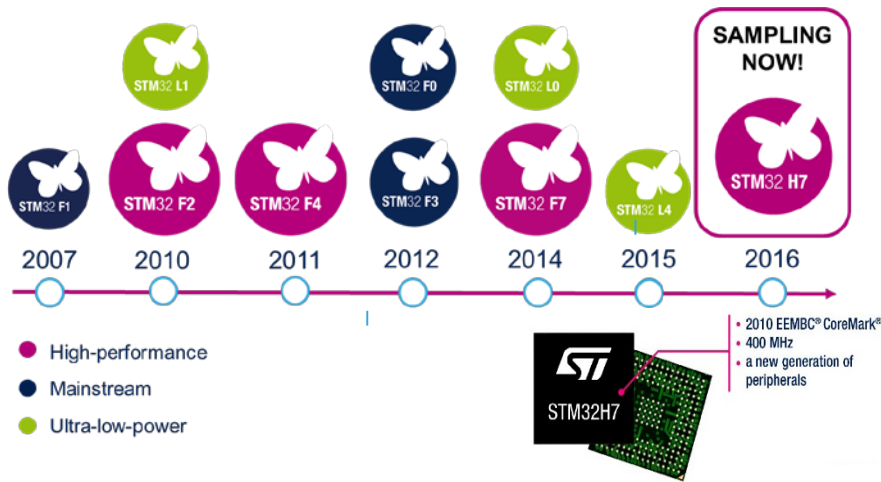 SAMPLING
NOW!
STM32 L1
STM32 F0
STM32 L0
STM32 F1
STM32 F2
STM32 F4
STM32 F3
STM32 F7
STM32 L4
STM32 H7
2007
2010
2011
2012
2014
2015
2016
High-performance
Mainstream
Ultra-low-power
ST
STM32H7
• 2010 EEMBC® CoreMark®
• 400 MHz
• a new generation of
peripherals